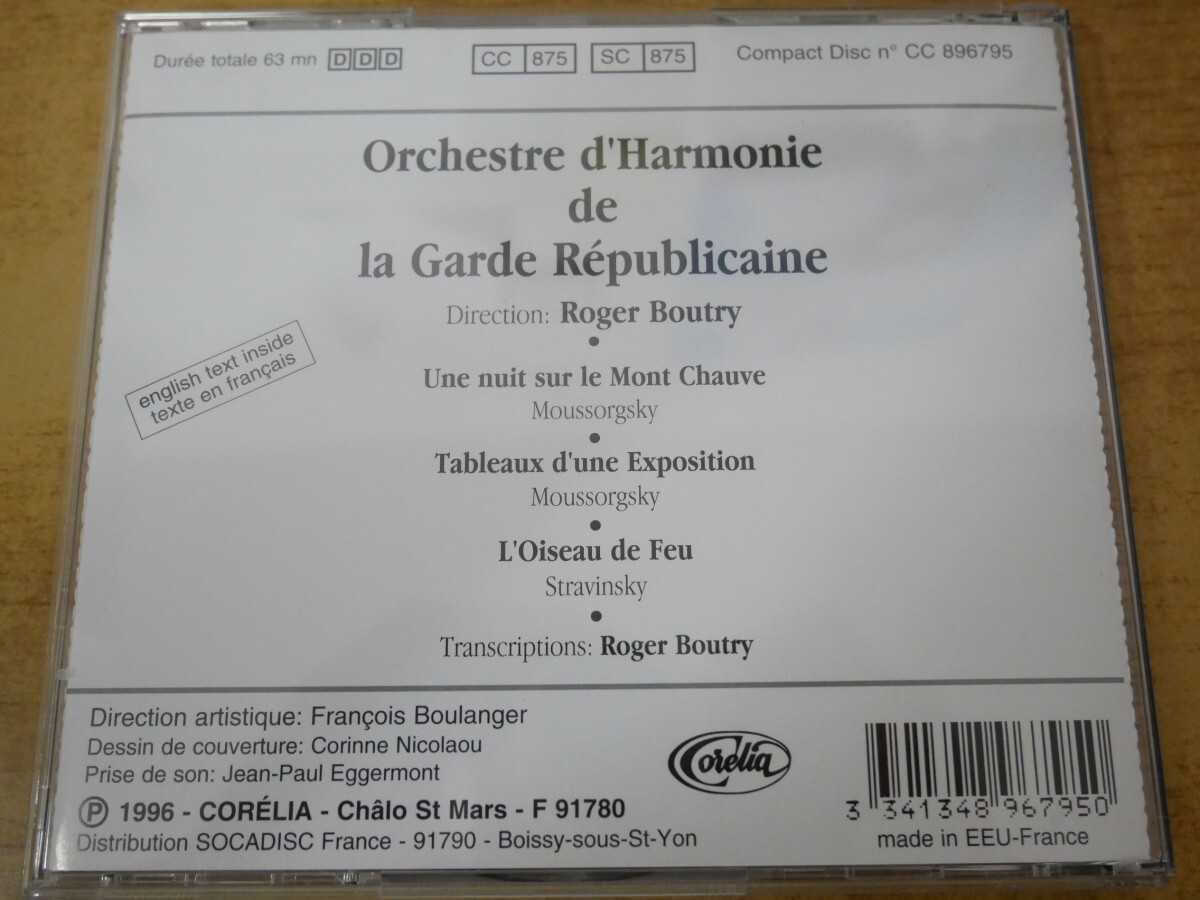 Durée totale 63 mn DDD
CC 875 SC 875
Compact Disc n° CC 896795
Orchestre d'Harmonie
de
la Garde Républicaine
Direction: Roger Boutry
english text inside
texte en français
Une nuit sur le Mont Chauve
Moussorgsky
Tableaux d'une Exposition
Moussorgsky
L'Oiseau de Feu
Stravinsky
Transcriptions: Roger Boutry
Direction artistique: François Boulanger
Dessin de couverture: Corinne Nicolaou
Prise de son: Jean-Paul Eggermont
℗ 1996 - CORÉLIA - Châlo St Mars - F 91780
Distribution SOCADISC France - 91790 - Boissy-sous-St-Yon
Corélia
3 341348 967950
made in EEU-France